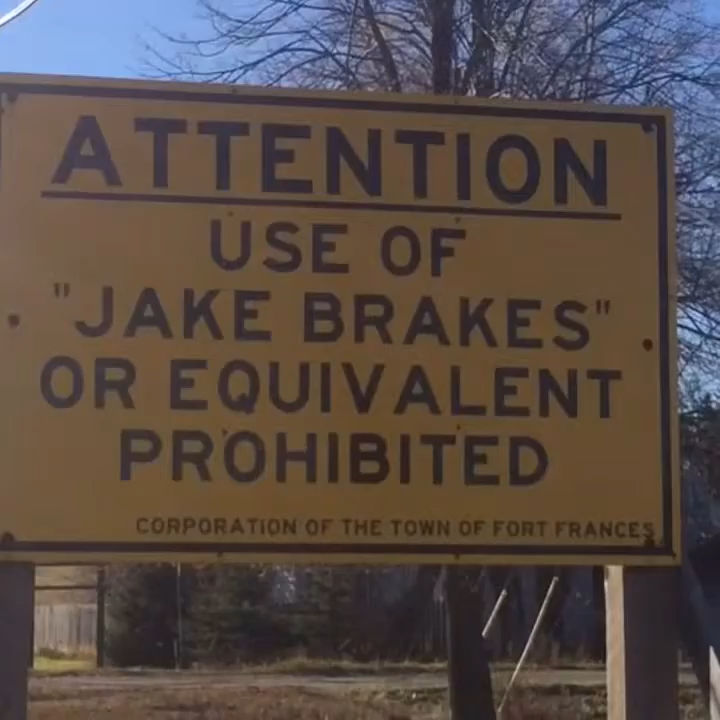 ATTENTION
USE OF
"JAKE BRAKES"
OR EQUIVALENT
PROHIBITED
CORPORATION OF THE TOWN OF FORT FRANCES